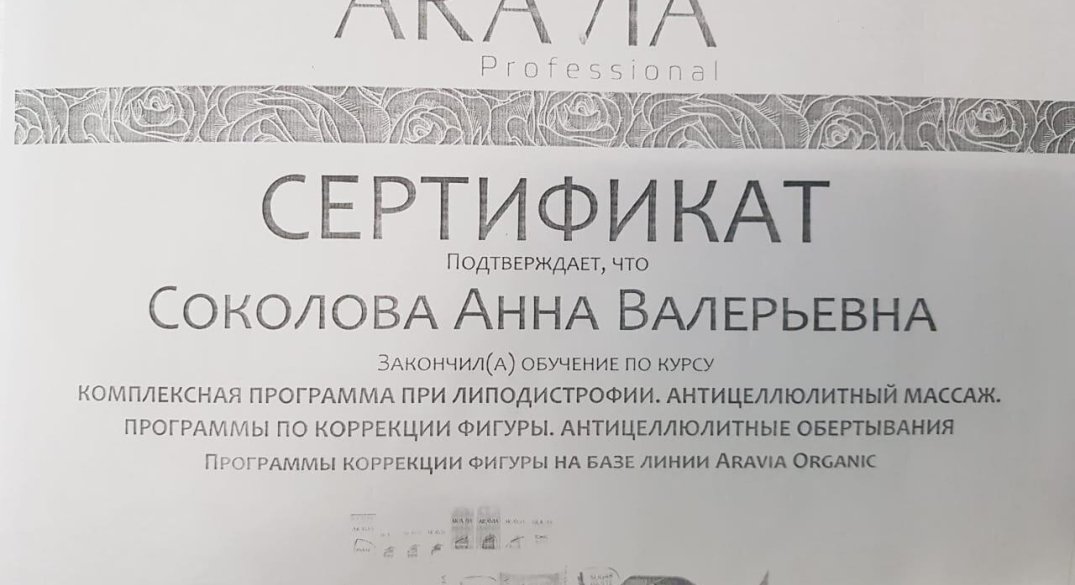 Professional
СЕРТИФИКАТ
Подтверждает, что
Соколова Анна Валерьевна
Закончил(а) обучение по курсу
КОМПЛЕКСНАЯ ПРОГРАММА ПРИ ЛИПОДИСТРОФИИ. АНТИЦЕЛЛЮЛИТНЫЙ МАССАЖ.
ПРОГРАММЫ ПО КОРРЕКЦИИ ФИГУРЫ. АНТИЦЕЛЛЮЛИТНЫЕ ОБЕРТЫВАНИЯ
Программы коррекции фигуры на базе линии Aravia Organic